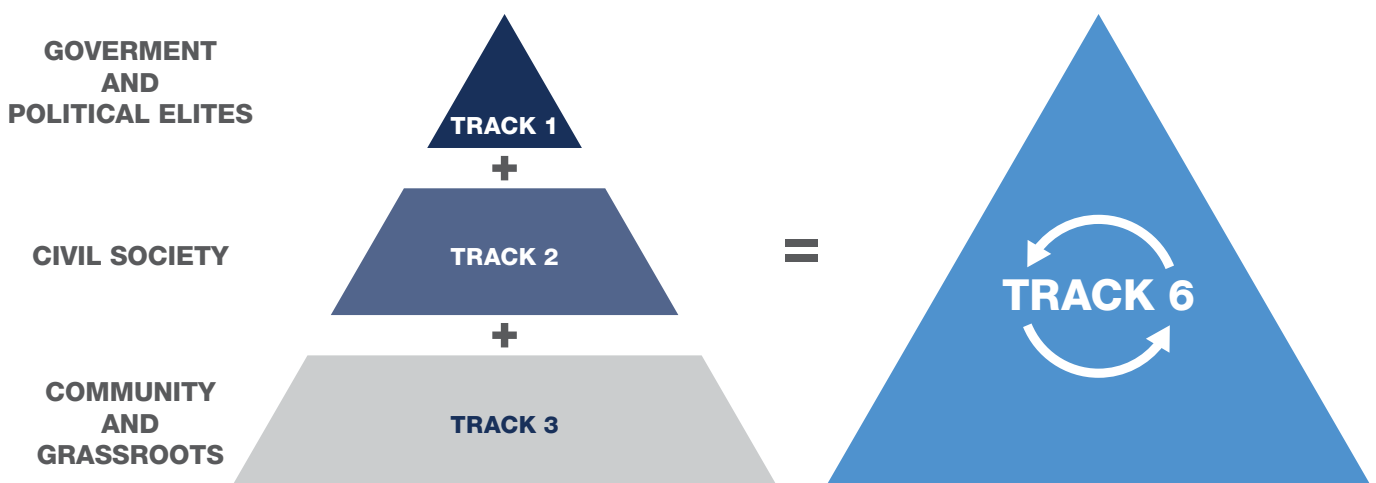 GOVERMENT
AND
POLITICAL ELITES
TRACK 1
+
CIVIL SOCIETY
TRACK 2
+
COMMUNITY
AND
GRASSROOTS
TRACK 3
=
TRACK 6